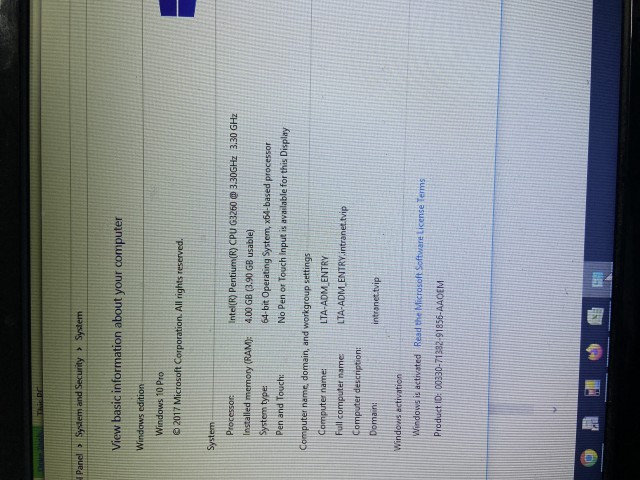 l Panel > System and Security > System
View basic information about your computer
Windows edition
Windows 10 Pro
© 2017 Microsoft Corporation. All rights reserved.
System
Processor: Intel(R) Pentium(R) CPU G3260 @ 3.30GHz 3.30 GHz
Installed memory (RAM): 4.00 GB (3.90 GB usable)
System type: 64-bit Operating System, x64-based processor
Pen and Touch: No Pen or Touch Input is available for this Display
Computer name, domain, and workgroup settings
Computer name: LTA-ADM_ENTRY
Full computer name: LTA-ADM_ENTRY.intranet.tvip
Computer description:
Domain: intranet.tvip
Windows activation
Windows is activated Read the Microsoft Software License Terms
Product ID: 00330-71382-91856-AAOEM